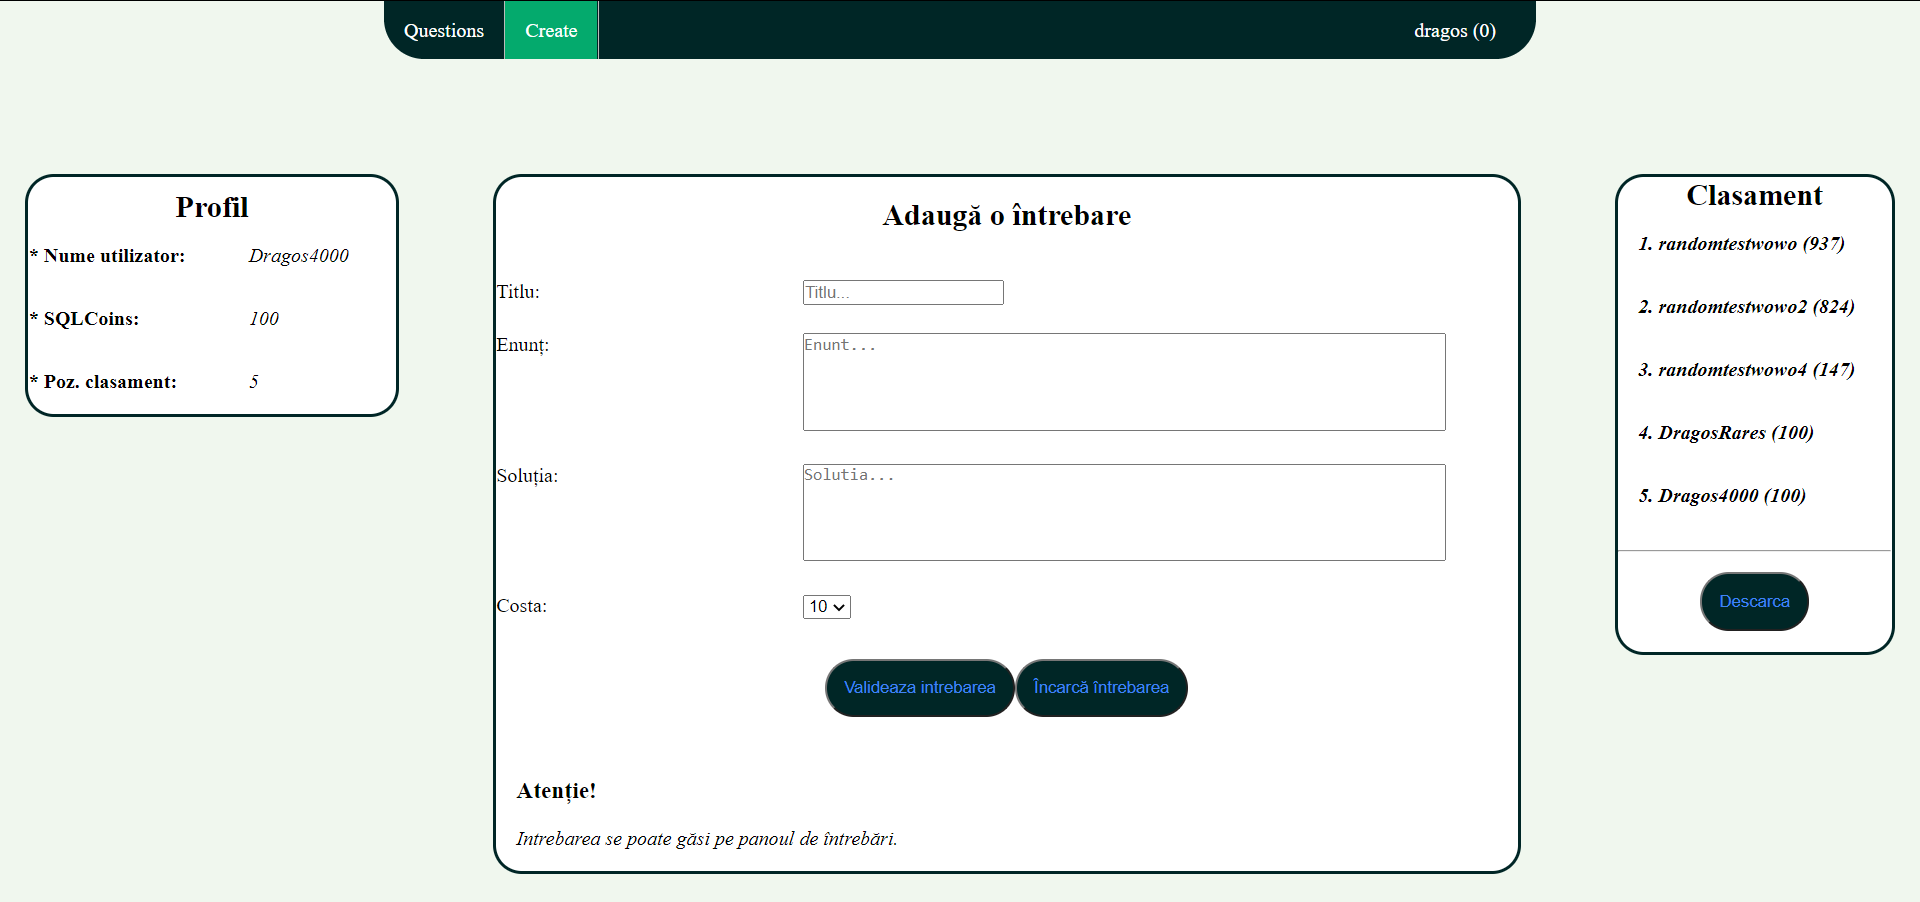 Questions Create dragos (0)
Profil
* Nume utilizator: Dragos4000
* SQLCoins: 100
* Poz. clasament: 5
Adaugă o întrebare
Titlu: Titlu...
Enunț: Enunt...
Soluția: Solutia...
Costa: 10
Valideaza intrebarea Încarcă întrebarea
Atenție!
Intrebarea se poate găsi pe panoul de întrebări.
Clasament
1. randomtestwowo (937)
2. randomtestwowo2 (824)
3. randomtestwowo4 (147)
4. DragosRares (100)
5. Dragos4000 (100)
Descarca